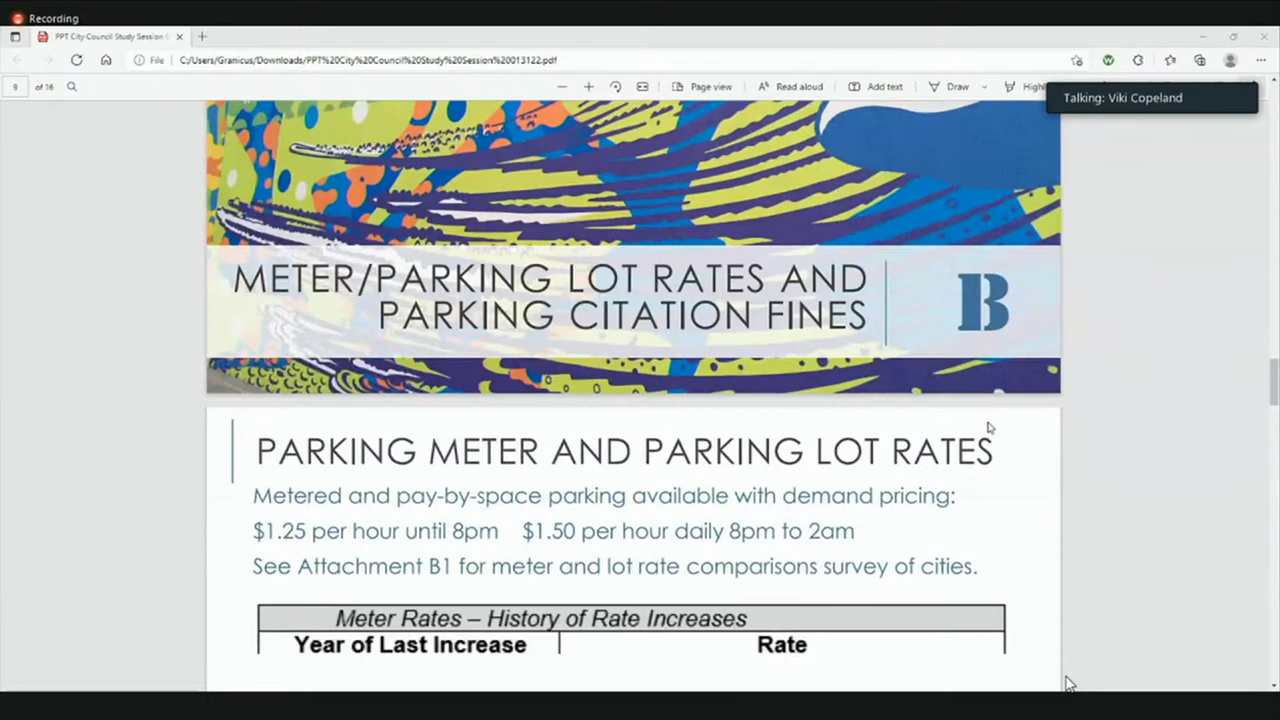 Recording
PPT City Council Study Session
File C:/Users/Granicus/Downloads/PPT%20City%20Council%20Study%20Session%20013122.pdf
9 of 16 Page view Read aloud Add text Draw
Talking: Viki Copeland
METER/PARKING LOT RATES AND
PARKING CITATION FINES
B
PARKING METER AND PARKING LOT RATES
Metered and pay-by-space parking available with demand pricing:
$1.25 per hour until 8pm $1.50 per hour daily 8pm to 2am
See Attachment B1 for meter and lot rate comparisons survey of cities.
Meter Rates – History of Rate Increases
Year of Last Increase Rate